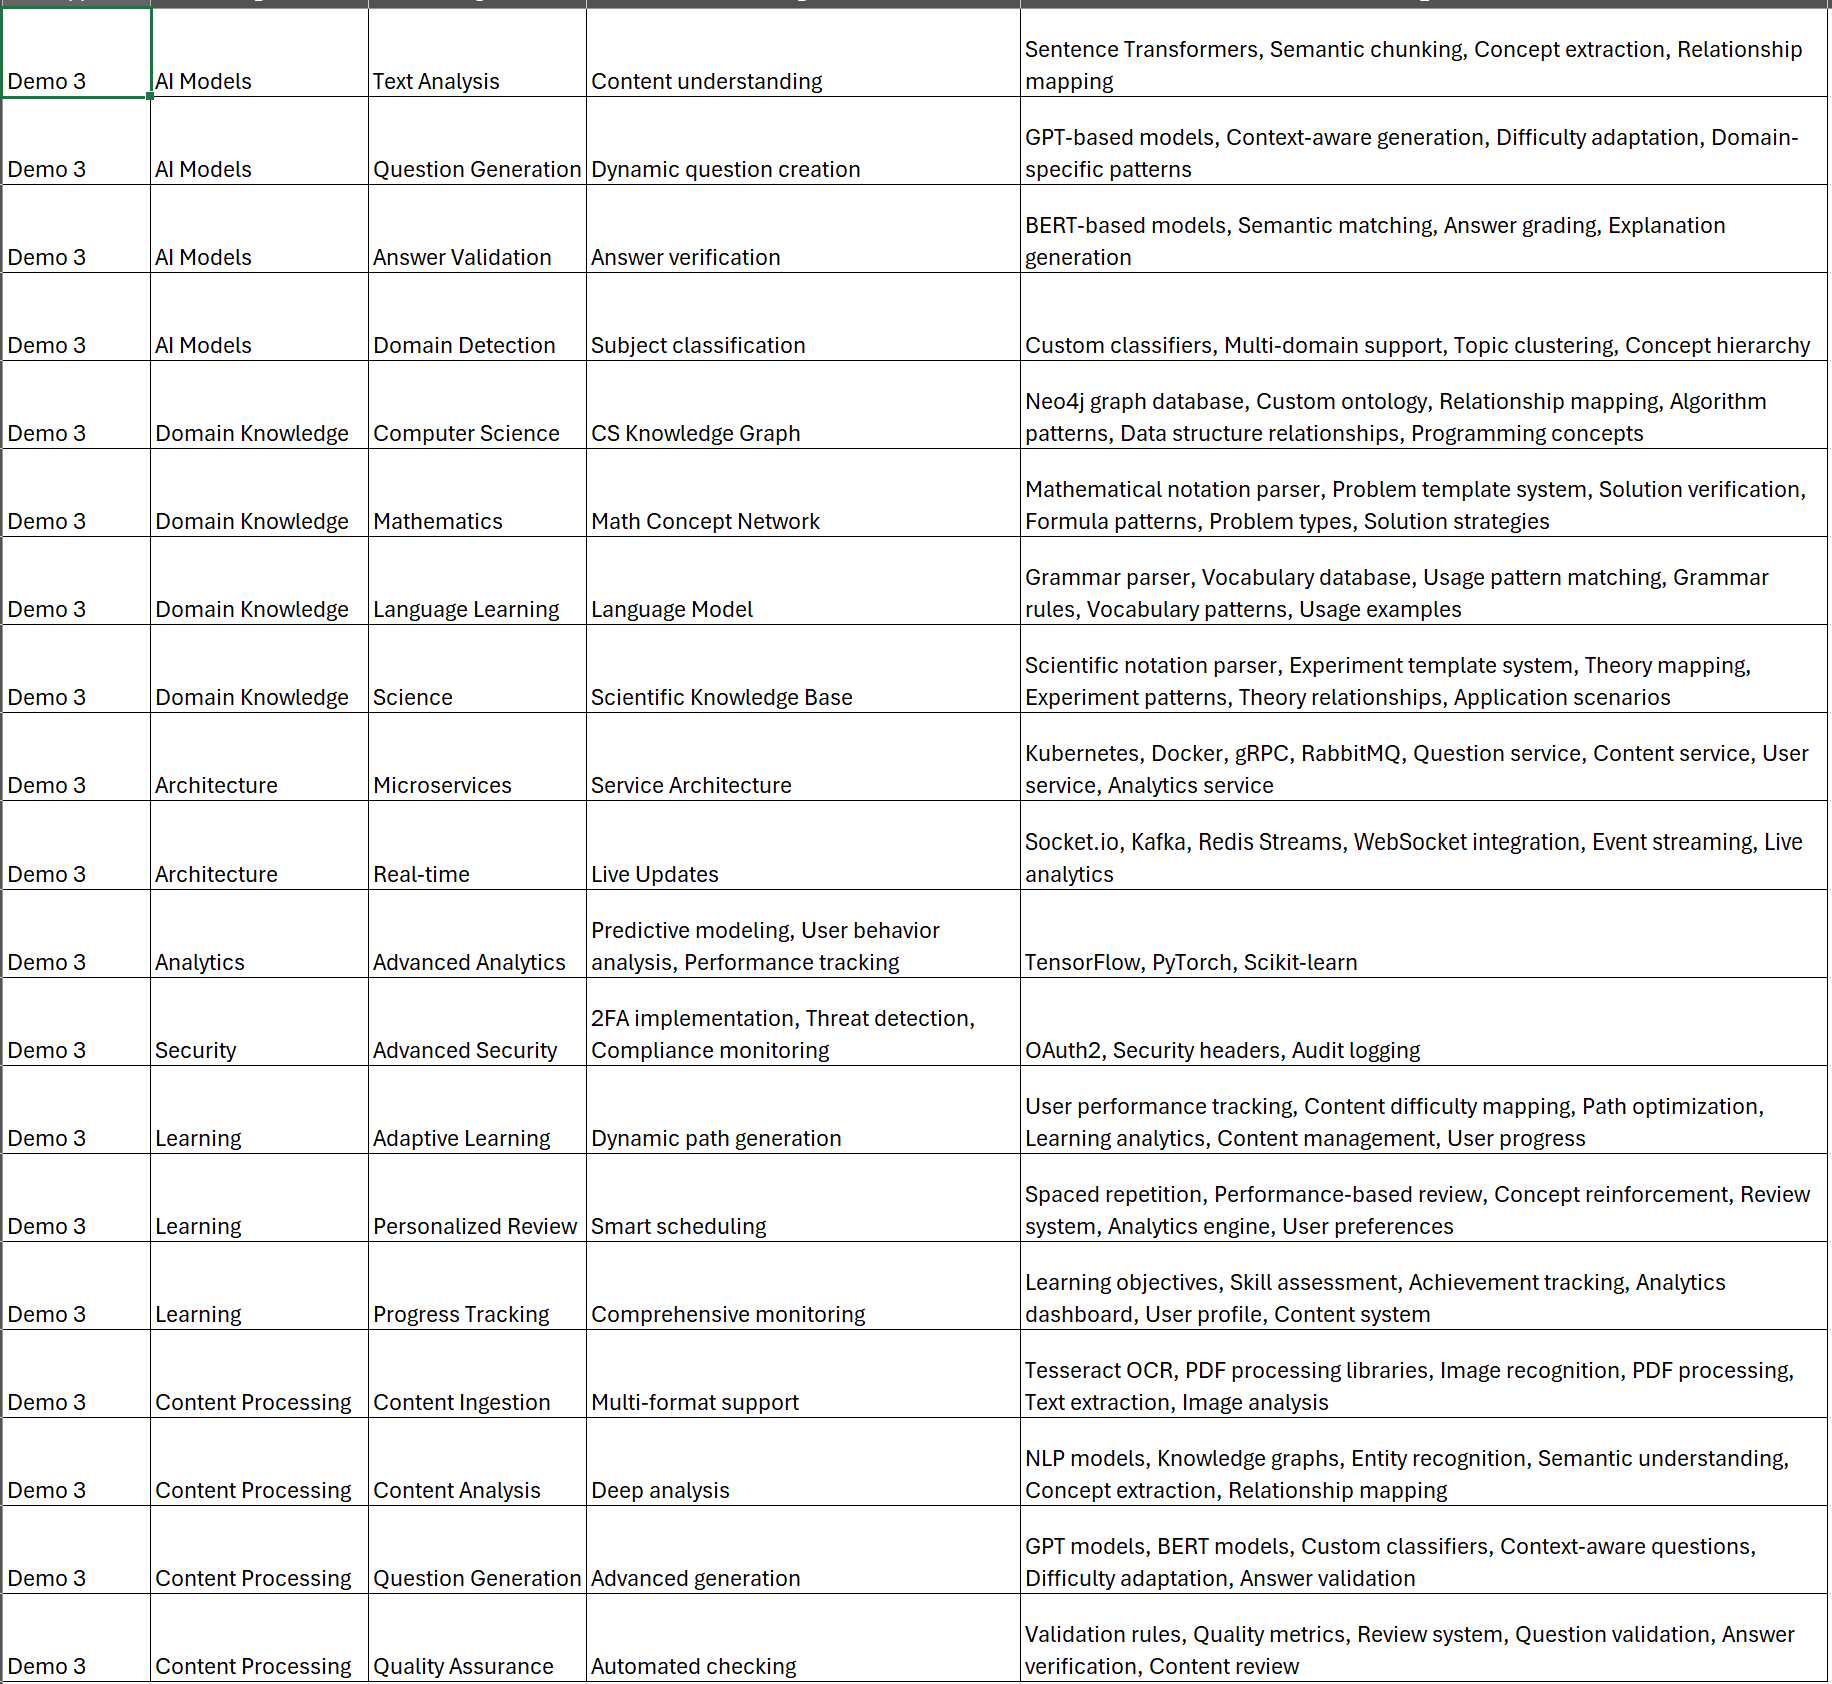 Sentence Transformers, Semantic chunking, Concept extraction, Relationship
Demo 3 AI Models Text Analysis Content understanding mapping
GPT-based models, Context-aware generation, Difficulty adaptation, Domain-
Demo 3 AI Models Question Generation Dynamic question creation specific patterns
BERT-based models, Semantic matching, Answer grading, Explanation
Demo 3 AI Models Answer Validation Answer verification generation
Demo 3 AI Models Domain Detection Subject classification Custom classifiers, Multi-domain support, Topic clustering, Concept hierarchy
Neo4j graph database, Custom ontology, Relationship mapping, Algorithm
Demo 3 Domain Knowledge Computer Science CS Knowledge Graph patterns, Data structure relationships, Programming concepts
Mathematical notation parser, Problem template system, Solution verification,
Demo 3 Domain Knowledge Mathematics Math Concept Network Formula patterns, Problem types, Solution strategies
Grammar parser, Vocabulary database, Usage pattern matching, Grammar
Demo 3 Domain Knowledge Language Learning Language Model rules, Vocabulary patterns, Usage examples
Scientific notation parser, Experiment template system, Theory mapping,
Demo 3 Domain Knowledge Science Scientific Knowledge Base Experiment patterns, Theory relationships, Application scenarios
Kubernetes, Docker, gRPC, RabbitMQ, Question service, Content service, User
Demo 3 Architecture Microservices Service Architecture service, Analytics service
Socket.io, Kafka, Redis Streams, WebSocket integration, Event streaming, Live
Demo 3 Architecture Real-time Live Updates analytics
Predictive modeling, User behavior
Demo 3 Analytics Advanced Analytics analysis, Performance tracking TensorFlow, PyTorch, Scikit-learn
2FA implementation, Threat detection,
Demo 3 Security Advanced Security Compliance monitoring OAuth2, Security headers, Audit logging
User performance tracking, Content difficulty mapping, Path optimization,
Demo 3 Learning Adaptive Learning Dynamic path generation Learning analytics, Content management, User progress
Spaced repetition, Performance-based review, Concept reinforcement, Review
Demo 3 Learning Personalized Review Smart scheduling system, Analytics engine, User preferences
Learning objectives, Skill assessment, Achievement tracking, Analytics
Demo 3 Learning Progress Tracking Comprehensive monitoring dashboard, User profile, Content system
Tesseract OCR, PDF processing libraries, Image recognition, PDF processing,
Demo 3 Content Processing Content Ingestion Multi-format support Text extraction, Image analysis
NLP models, Knowledge graphs, Entity recognition, Semantic understanding,
Demo 3 Content Processing Content Analysis Deep analysis Concept extraction, Relationship mapping
GPT models, BERT models, Custom classifiers, Context-aware questions,
Demo 3 Content Processing Question Generation Advanced generation Difficulty adaptation, Answer validation
Validation rules, Quality metrics, Review system, Question validation, Answer
Demo 3 Content Processing Quality Assurance Automated checking verification, Content review